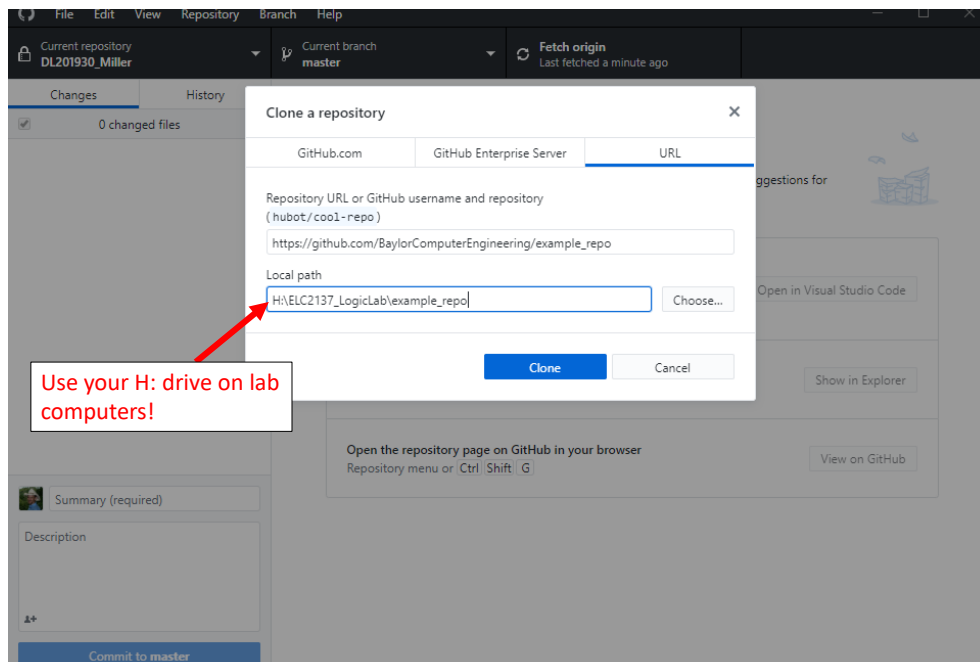 File Edit View Repository Branch Help
Current repository
DL201930_Miller
Current branch
master
Fetch origin
Last fetched a minute ago
Changes History
0 changed files
Clone a repository
GitHub.com GitHub Enterprise Server URL
Repository URL or GitHub username and repository
(hubot/cool-repo)
https://github.com/BaylorComputerEngineering/example_repo
Local path
H:\ELC2137_LogicLab\example_repo
Choose...
Clone Cancel
Use your H: drive on lab
computers!
ggestions for
Open in Visual Studio Code
Show in Explorer
Open the repository page on GitHub in your browser
Repository menu or Ctrl Shift G
View on GitHub
Summary (required)
Description
Commit to master